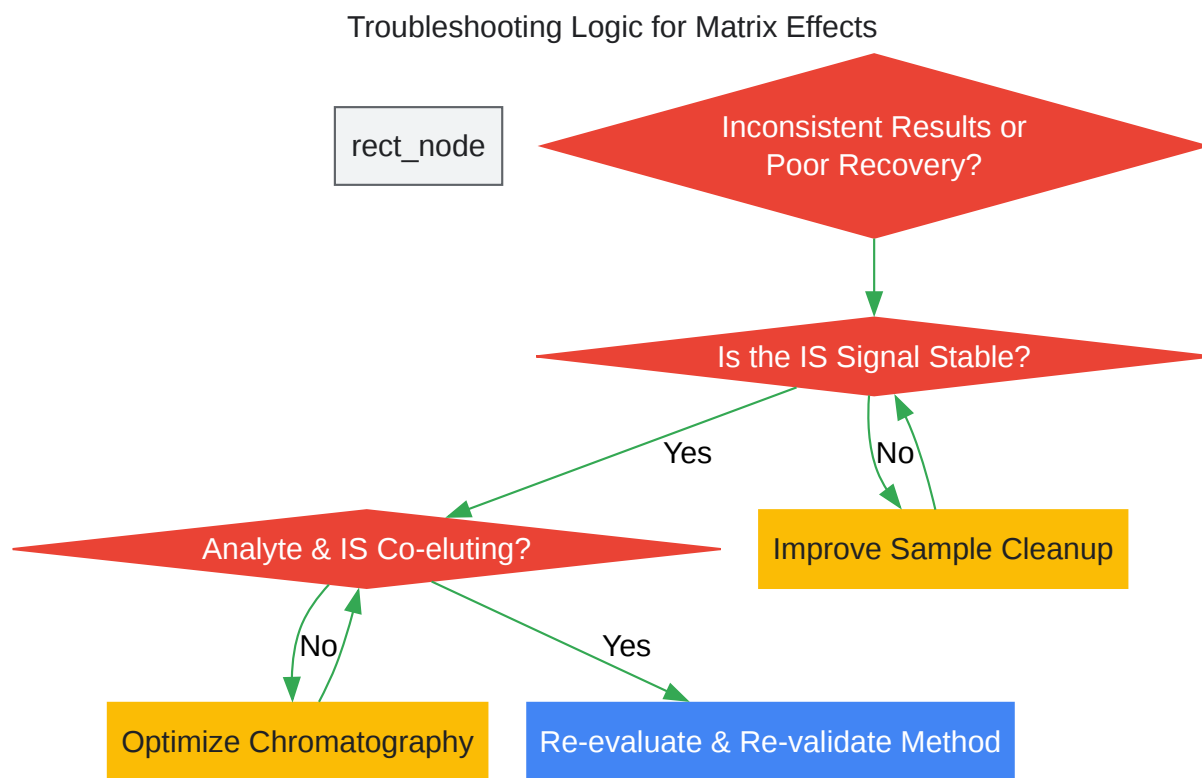 Troubleshooting Logic for Matrix Effects
rect_node
Inconsistent Results or
Poor Recovery?
Is the IS Signal Stable?
Yes
No
Analyte & IS Co-eluting?
Improve Sample Cleanup
No
Yes
Optimize Chromatography
Re-evaluate & Re-validate Method